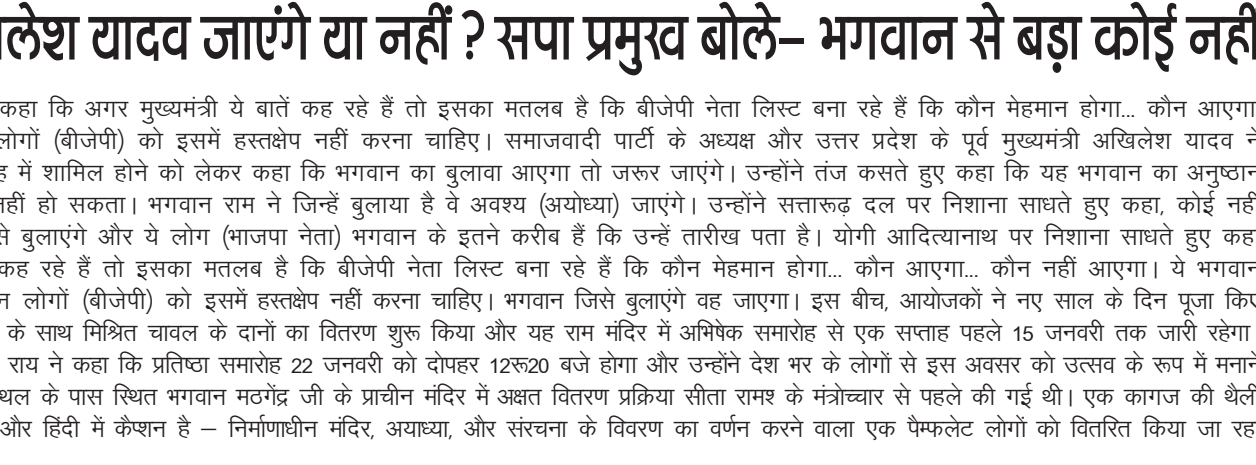 लेश यादव जाएंगे या नहीं ? सपा प्रमुख बोले– भगवान से बड़ा कोई नही
कहा कि अगर मुख्यमंत्री ये बातें कह रहे हैं तो इसका मतलब है कि बीजेपी नेता लिस्ट बना रहे हैं कि कौन मेहमान होगा... कौन आएगा
लोगों (बीजेपी) को इसमें हस्तक्षेप नहीं करना चाहिए। समाजवादी पार्टी के अध्यक्ष और उत्तर प्रदेश के पूर्व मुख्यमंत्री अखिलेश यादव ने
ह में शामिल होने को लेकर कहा कि भगवान का बुलावा आएगा तो जरूर जाएंगे। उन्होंने तंज कसते हुए कहा कि यह भगवान का अनुष्ठान
नहीं हो सकता। भगवान राम ने जिन्हें बुलाया है वे अवश्य (अयोध्या) जाएंगे। उन्होंने सत्तारूढ़ दल पर निशाना साधते हुए कहा, कोई नहीं
से बुलाएंगे और ये लोग (भाजपा नेता) भगवान के इतने करीब हैं कि उन्हें तारीख पता है। योगी आदित्यानाथ पर निशाना साधते हुए कहा
कह रहे हैं तो इसका मतलब है कि बीजेपी नेता लिस्ट बना रहे हैं कि कौन मेहमान होगा... कौन आएगा... कौन नहीं आएगा। ये भगवान
न लोगों (बीजेपी) को इसमें हस्तक्षेप नहीं करना चाहिए। भगवान जिसे बुलाएंगे वह जाएगा। इस बीच, आयोजकों ने नए साल के दिन पूजा किए
के साथ मिश्रित चावल के दानों का वितरण शुरू किया और यह राम मंदिर में अभिषेक समारोह से एक सप्ताह पहले 15 जनवरी तक जारी रहेगा
राय ने कहा कि प्रतिष्ठा समारोह 22 जनवरी को दोपहर 12रू20 बजे होगा और उन्होंने देश भर के लोगों से इस अवसर को उत्सव के रूप में मनाने
थल के पास स्थित भगवान मठगेंद्र जी के प्राचीन मंदिर में अक्षत वितरण प्रक्रिया सीता रामश् के मंत्रोच्चार से पहले की गई थी। एक कागज की थैली
और हिंदी में कैप्शन है – निर्माणाधीन मंदिर, अयाध्या, और संरचना के विवरण का वर्णन करने वाला एक पैम्फलेट लोगों को वितरित किया जा रह